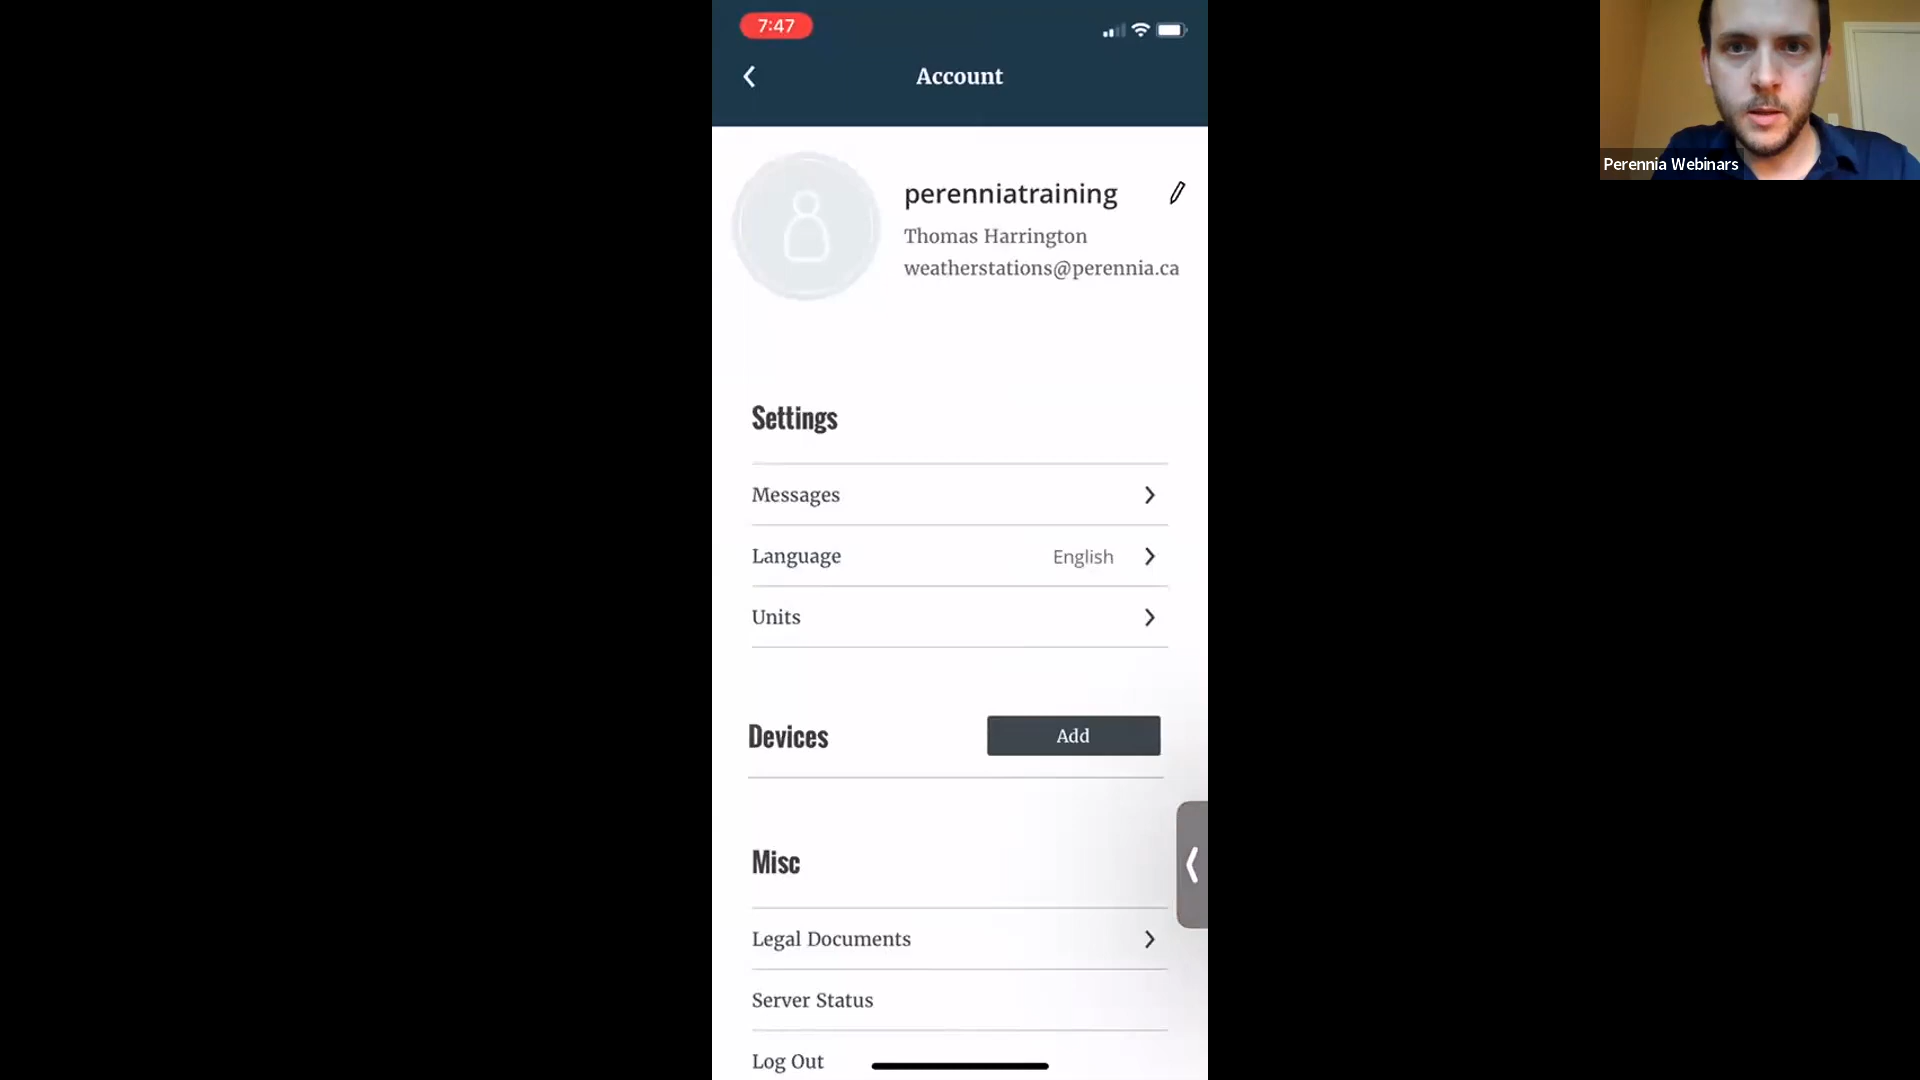 7:47
Account
perenniatraining
Thomas Harrington
weatherstations@perennia.ca
Settings
Messages
Language English
Units
Devices Add
Misc
Legal Documents
Server Status
Log Out
Perennia Webinars